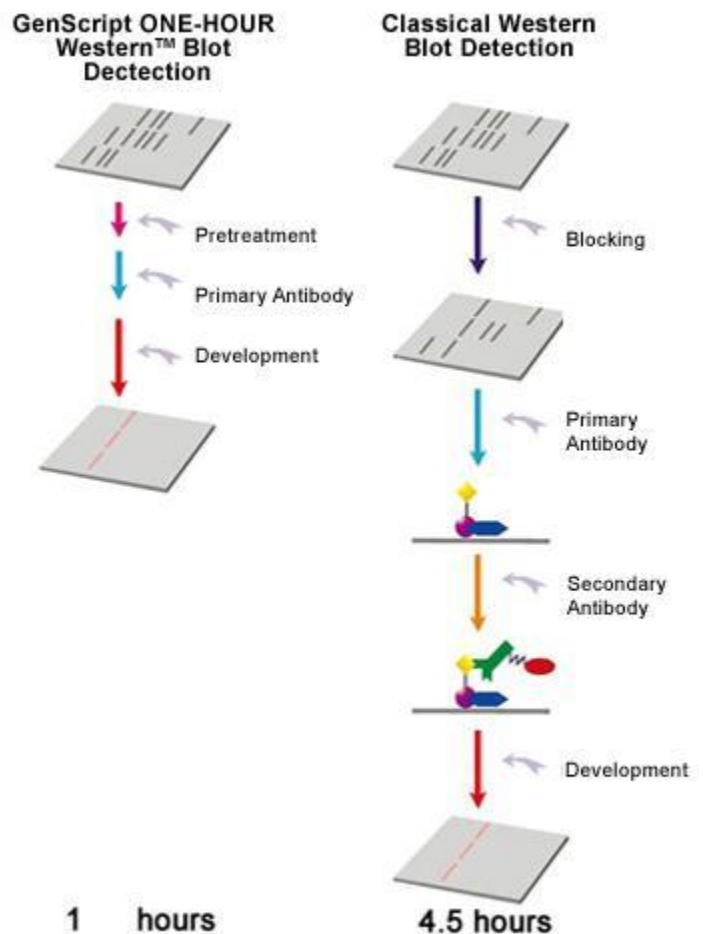 GenScript ONE-HOUR
Western™ Blot
Dectection
Pretreatment
Primary Antibody
Development
1 hours
Classical Western
Blot Detection
Blocking
Primary
Antibody
Secondary
Antibody
Development
4.5 hours